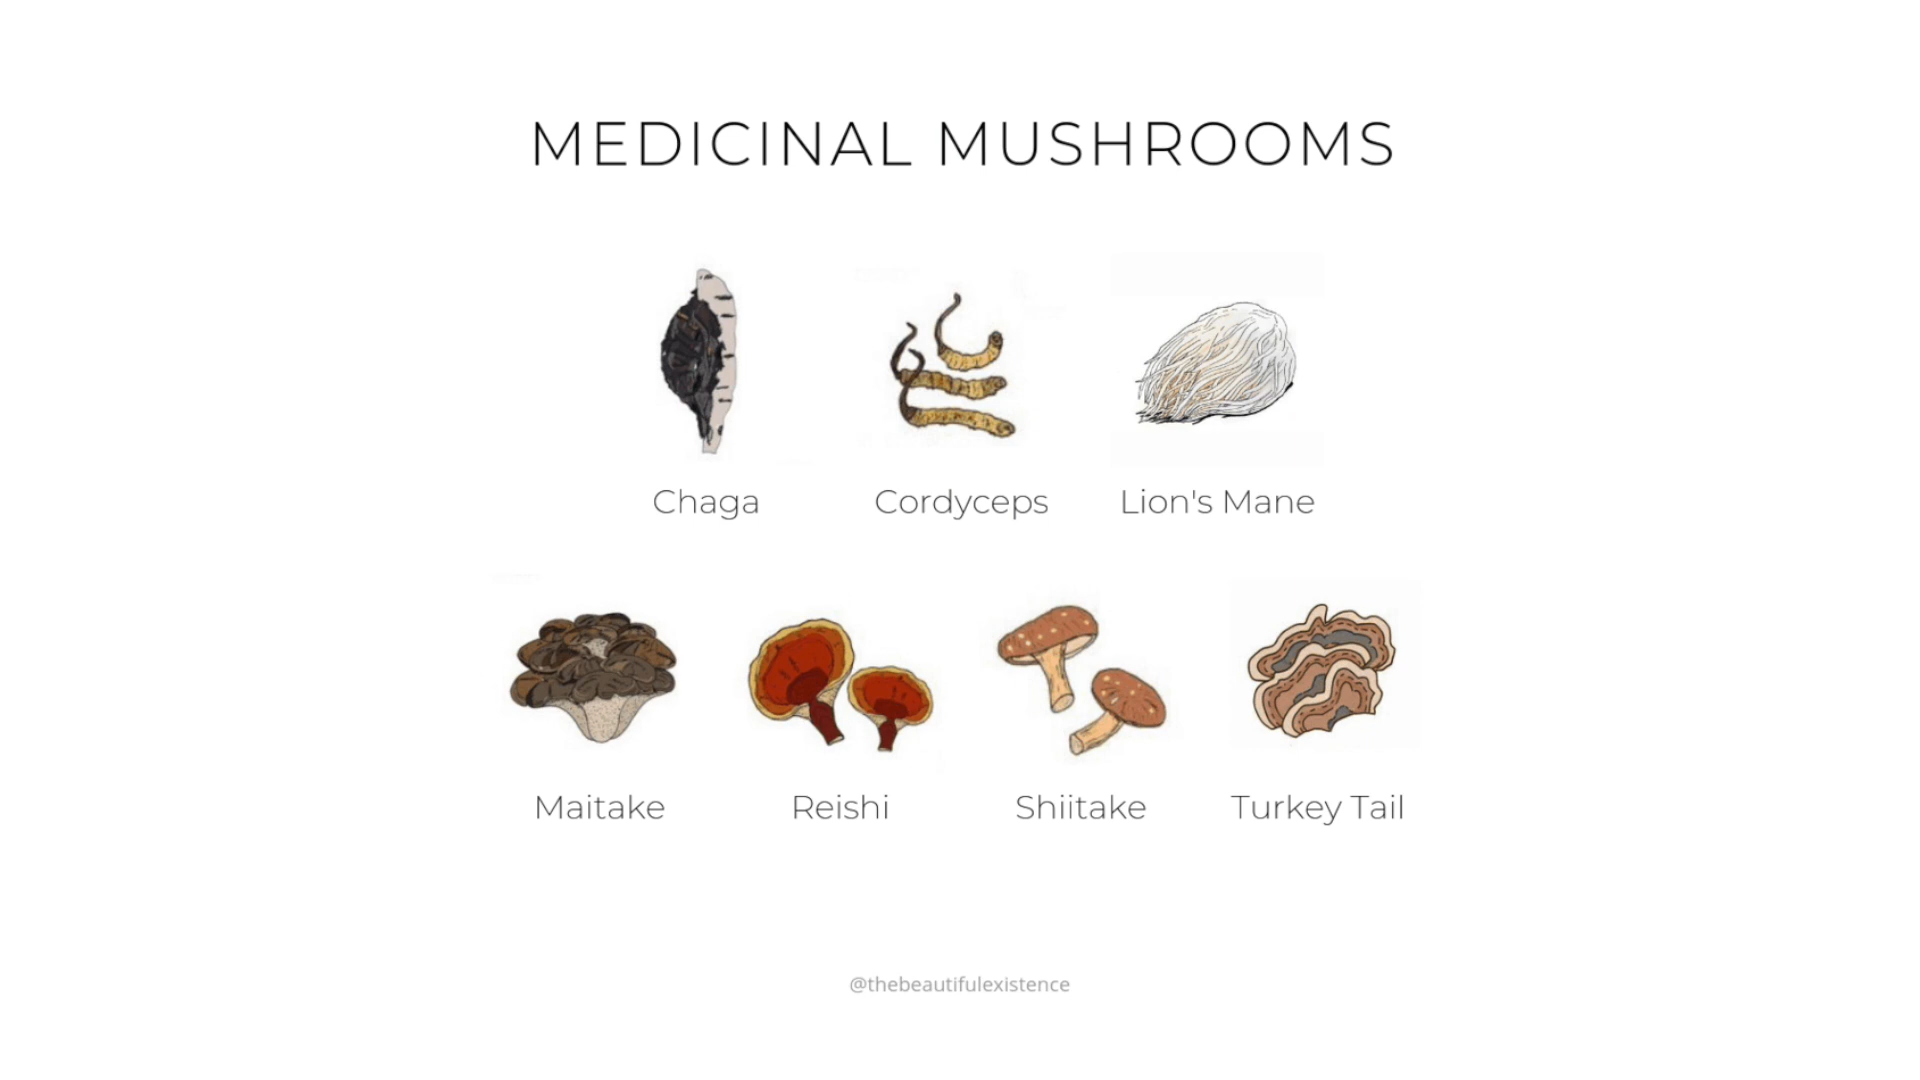 MEDICINAL MUSHROOMS
Chaga
Cordyceps
Lion's Mane
Maitake
Reishi
Shiitake
Turkey Tail
@thebeautifulexistence